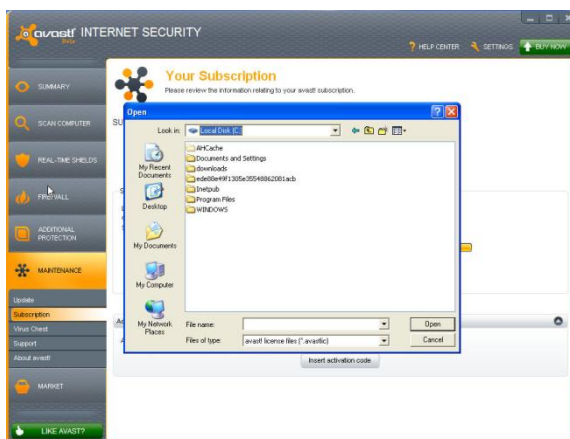 avast! INTERNET SECURITY
Beta
HELP CENTER
SETTINGS
BUY NOW
SUMMARY
SCAN COMPUTER
REAL-TIME SHIELDS
FIREWALL
ADDITIONAL
PROTECTION
MAINTENANCE
Update
Subscription
Virus Chest
Support
About avast!
MARKET
LIKE AVAST?
Your Subscription
Please review the information relating to your avast! subscription.
SU
Open
Look in:
Local Disk (C:)
My Recent
Documents
Desktop
My Documents
My Computer
My Network
Places
AHCache
Documents and Settings
downloads
Inetpub
Program Files
WINDOWS
File name:
Open
Files of type:
avast! license files (*.avastlic)
Cancel
Insert activation code